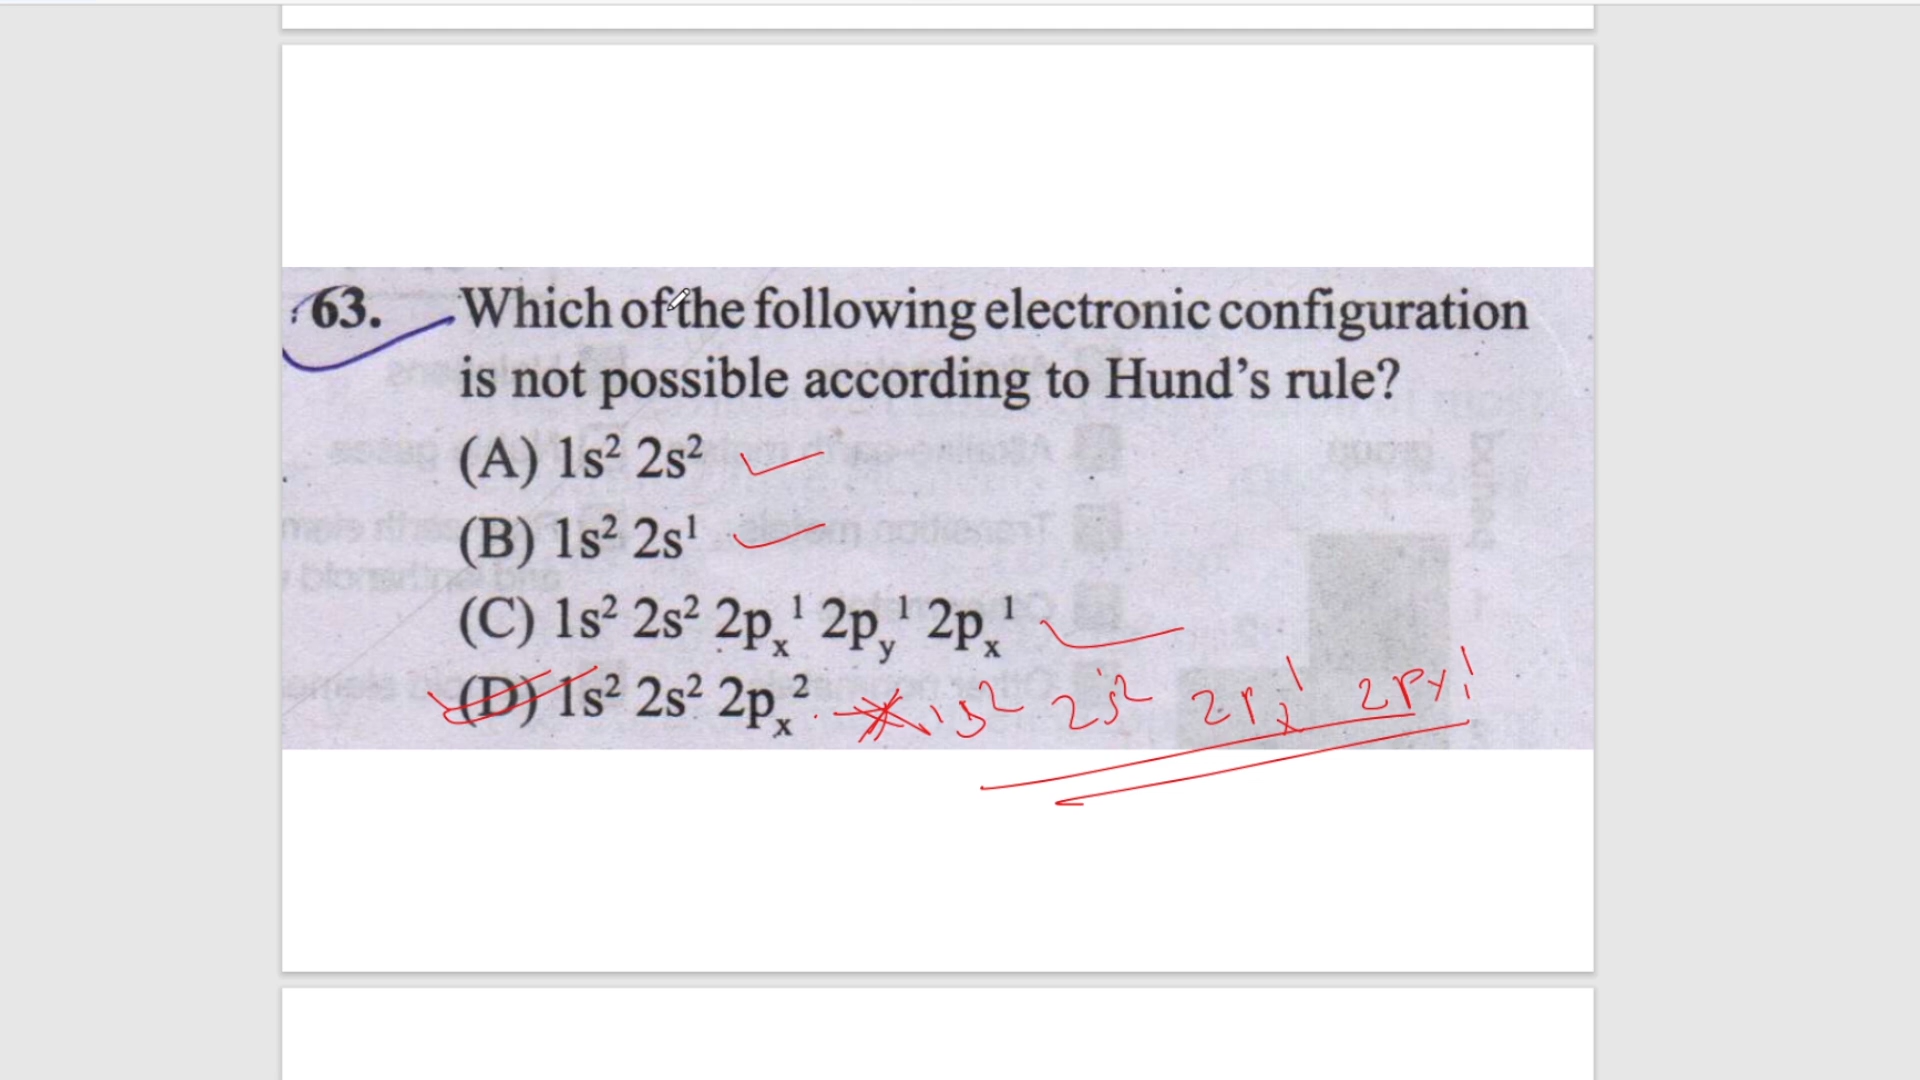 63. Which of the following electronic configuration
is not possible according to Hund's rule?
(A) 1s² 2s²
(B) 1s² 2s¹
(C) 1s² 2s² 2pₓ¹ 2pᵧ¹ 2pₓ¹
(D) 1s² 2s² 2pₓ². 1s² 2s² 2pₓ¹ 2pᵧ¹